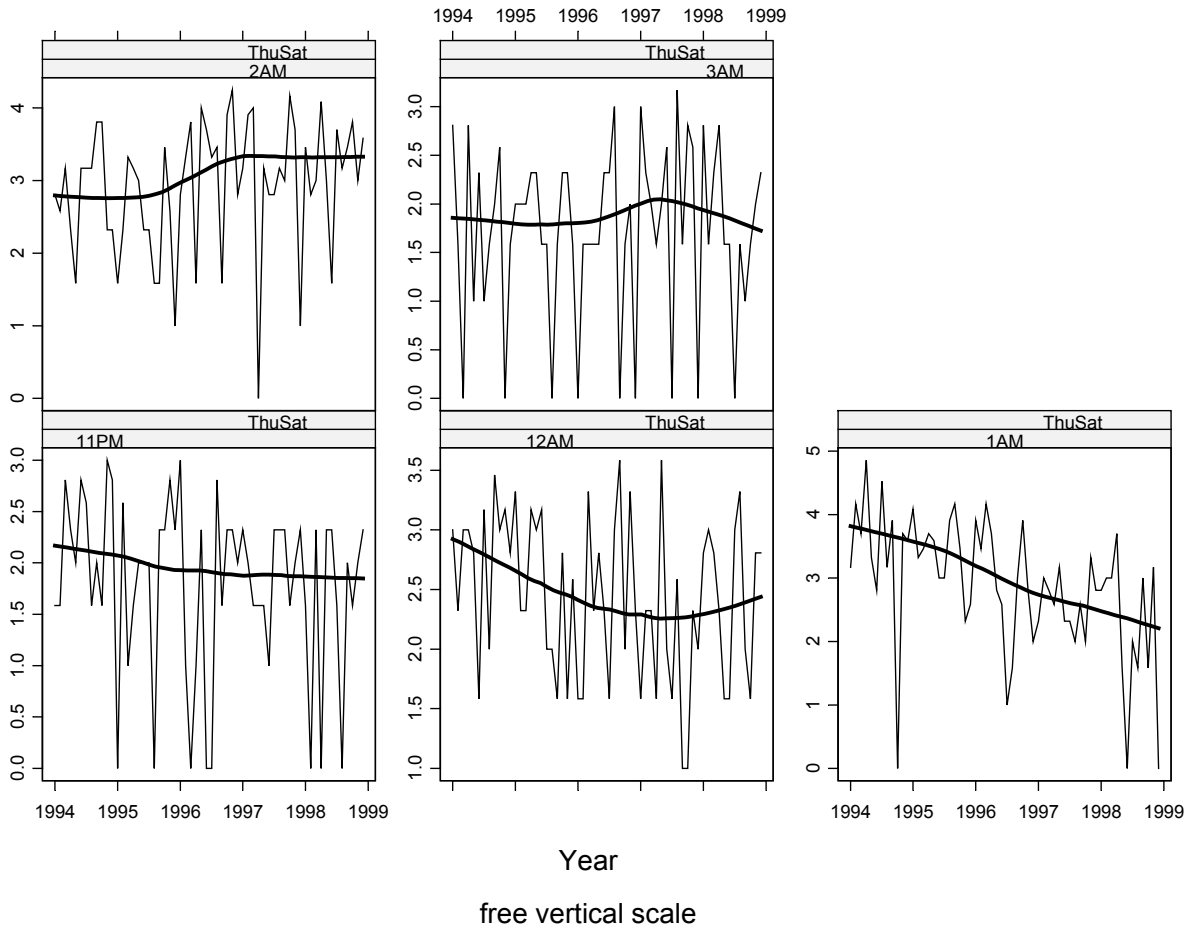 1994 1995 1996 1997 1998 1999
ThuSat ThuSat
2AM 3AM
0 1 2 3 4
0.0 0.5 1.0 1.5 2.0 2.5 3.0
ThuSat ThuSat ThuSat
11PM 12AM 1AM
0.0 0.5 1.0 1.5 2.0 2.5 3.0
1.0 1.5 2.0 2.5 3.0 3.5
0 1 2 3 4 5
1994 1995 1996 1997 1998 1999 1994 1995 1996 1997 1998 1999
Year
free vertical scale